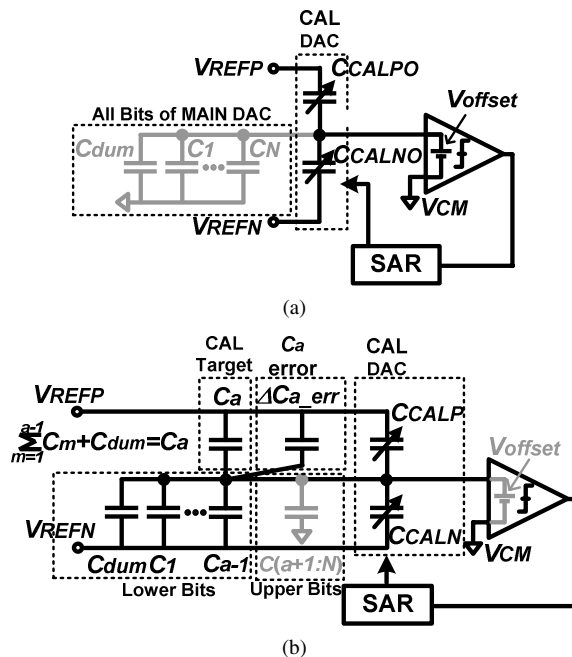 CAL
DAC
VREFP
CCALPO
All Bits of MAIN DAC
Voffset
Cdum C1 CN
CCALNO
VCM
VREFN
SAR
(a)
CAL
Target
Ca
error
CAL
DAC
VREFP
Ca
ΔCa_err
CCALP
a-1
∑Cm+Cdum=Ca
m=1
Voffset
VREFN
CCALN
VCM
Cdum C1 Ca-1
C(a+1:N)
Lower Bits
Upper Bits
SAR
(b)